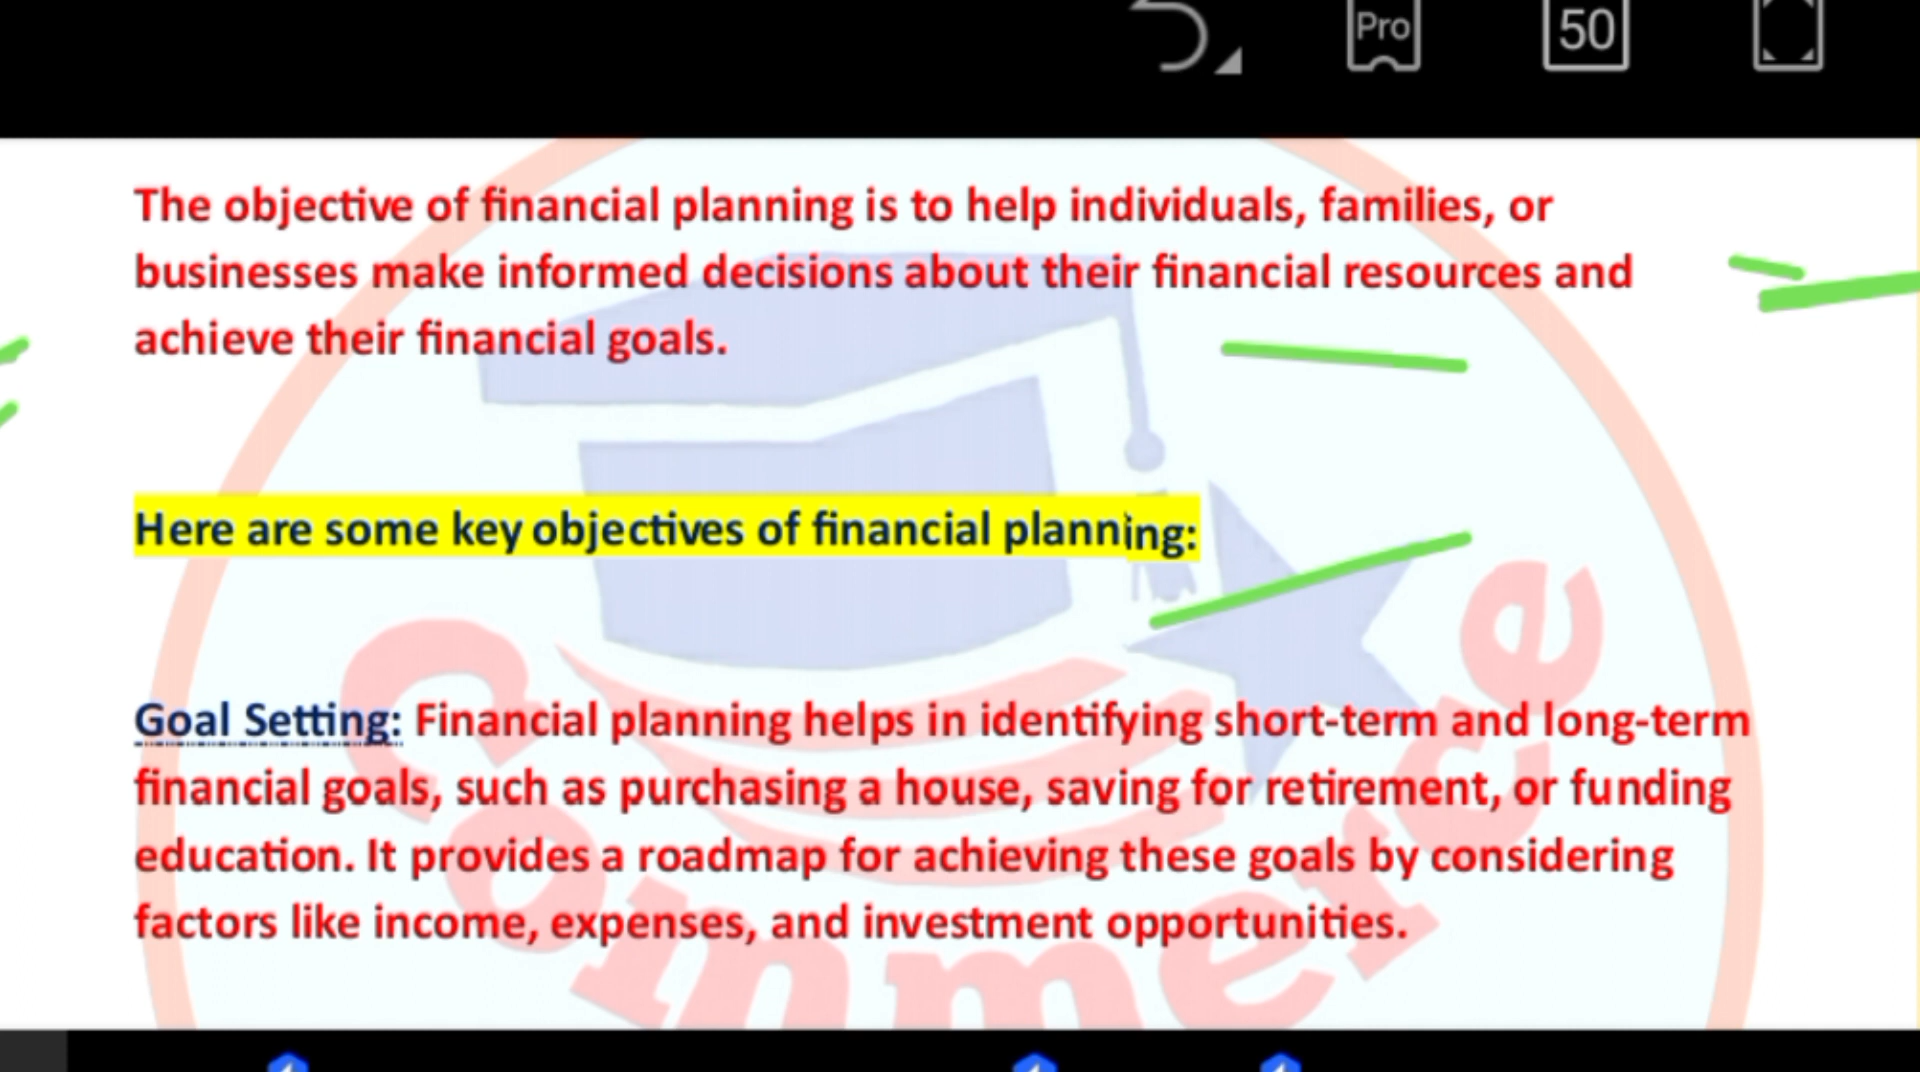 Pro
50
The objective of financial planning is to help individuals, families, or
businesses make informed decisions about their financial resources and
achieve their financial goals.
Here are some key objectives of financial planning:
Goal Setting: Financial planning helps in identifying short-term and long-term
financial goals, such as purchasing a house, saving for retirement, or funding
education. It provides a roadmap for achieving these goals by considering
factors like income, expenses, and investment opportunities.
Commerce